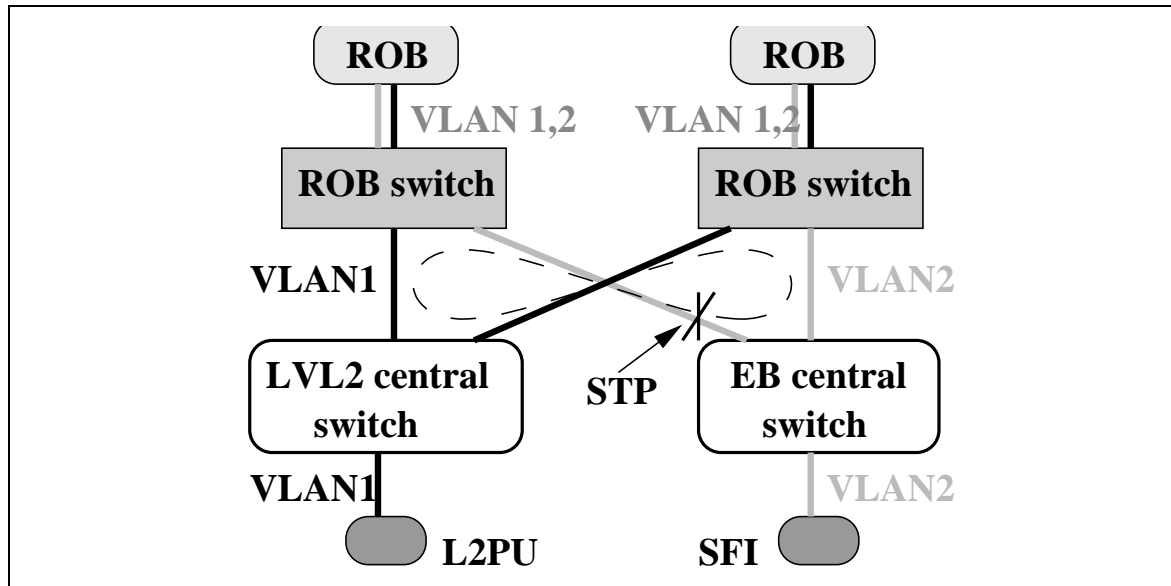 ROB
ROB
VLAN 1,2
VLAN 1,2
ROB switch
ROB switch
VLAN1
VLAN2
STP
LVL2 central
switch
EB central
switch
VLAN1
VLAN2
L2PU
SFI